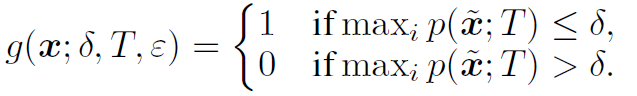 g(x; δ, T, ε) = { 1 if max_i p(x̃; T) ≤ δ,
0 if max_i p(x̃; T) > δ.